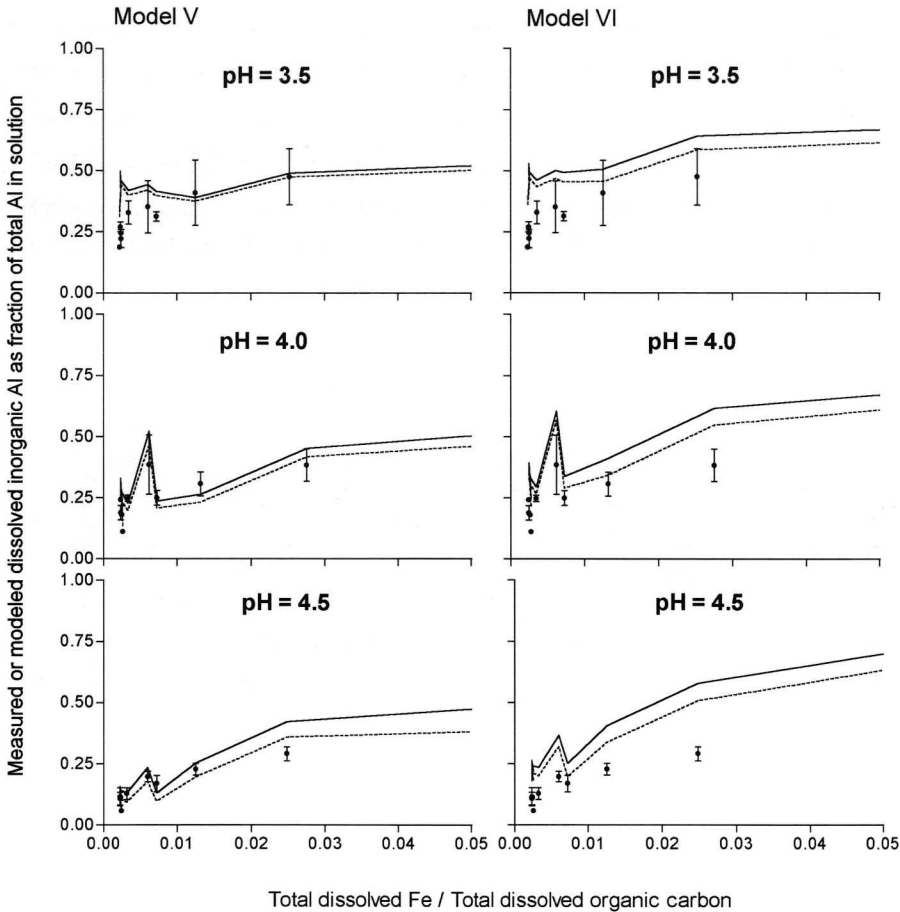 Model V
Model VI
Measured or modeled dissolved inorganic Al as fraction of total Al in solution
1.00
pH = 3.5
pH = 3.5
0.75
0.50
0.25
0.00
1.00
pH = 4.0
pH = 4.0
0.75
0.50
0.25
0.00
1.00
pH = 4.5
pH = 4.5
0.75
0.50
0.25
0.00
0.00 0.01 0.02 0.03 0.04 0.05 0.00 0.01 0.02 0.03 0.04 0.05
Total dissolved Fe / Total dissolved organic carbon